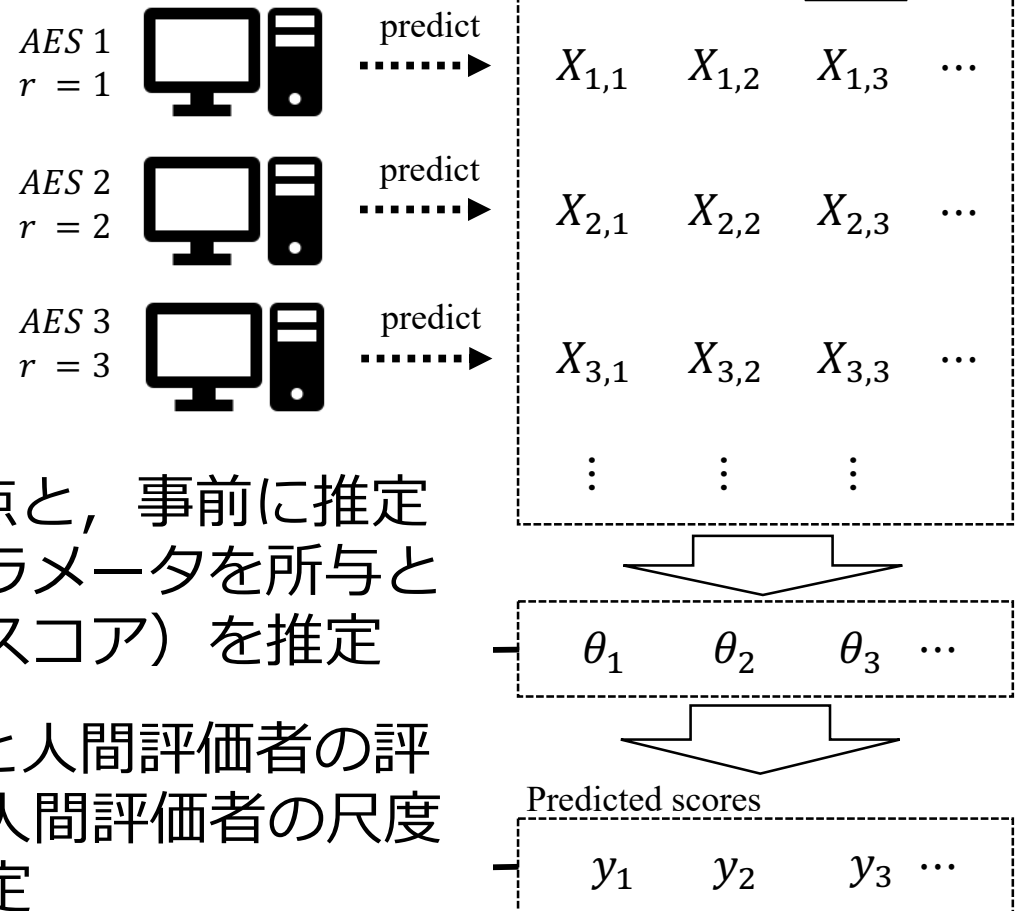 AES 1
r = 1
predict
X1,1 X1,2 X1,3 …
AES 2
r = 2
predict
X2,1 X2,2 X2,3 …
AES 3
r = 3
predict
X3,1 X3,2 X3,3 …
⋮ ⋮ ⋮
点と，事前に推定
ラメータを所与と
スコア）を推定
θ1 θ2 θ3 …
と人間評価者の評
人間評価者の尺度
定
Predicted scores
y1 y2 y3 …